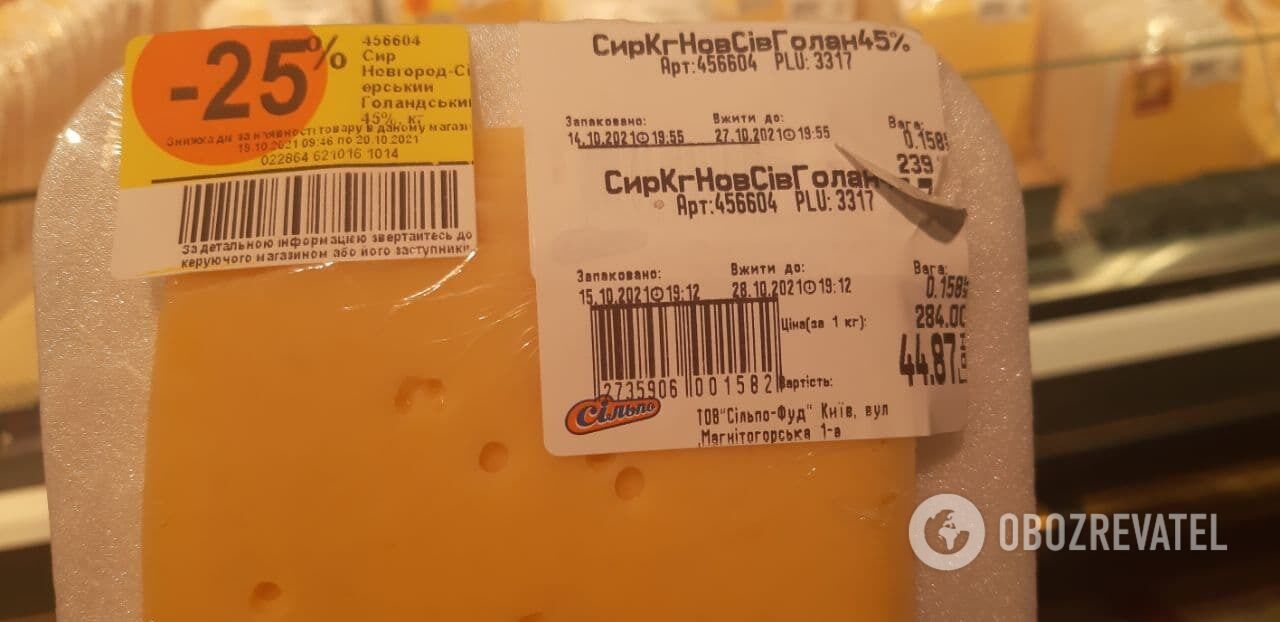 -25%
456604
Сир
Новгород-Сі
ерський
Голандськи
45%, кг
Знижка діє за наявності товару в даному магаз
19.10.2021 09:46 по 20.10.2021
022864 621016 1014
За детальною інформацією звертайтесь до
керуючого магазином або його заступник
СирКгНовСівГолан45%
Арт:456604 PLU: 3317
Запаковано: Вжити до: Вага:
14.10.2021 19:55 27.10.2021 19:55 0.158
239
СирКгНовСівГолан
Арт:456604 PLU: 3317
Запаковано: Вжити до: Вага:
15.10.2021 19:12 28.10.2021 19:12 0.158
Ціна(за 1 кг): 284.00
44.87
2735906 001582 Вартість:
Сільпо
ТОВ"Сільпо-Фуд" Київ, вул
.Магнітогорська 1-а
OBOZREVATEL